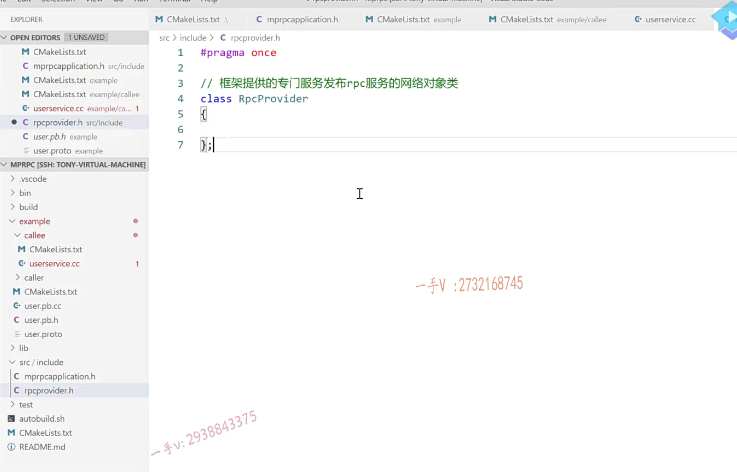 EXPLORER
OPEN EDITORS 1 UNSAVED
CMakeLists.txt
mprpcapplication.h src/include
CMakeLists.txt example
CMakeLists.txt example/callee
userservice.cc example/ca... 1
rpcprovider.h src/include
user.pb.h example
user.proto example
MPRPC [SSH: TONY-VIRTUAL-MACHINE]
.vscode
bin
build
example
callee
CMakeLists.txt
userservice.cc 1
caller
CMakeLists.txt
user.pb.cc
user.pb.h
user.proto
lib
src / include
mprpcapplication.h
rpcprovider.h
test
autobuild.sh
CMakeLists.txt
README.md
CMakeLists.txt .\
mprpcapplication.h
CMakeLists.txt example
CMakeLists.txt example/callee
userservice.cc
src > include > C rpcprovider.h
1 #pragma once
2
3 // 框架提供的专门服务发布rpc服务的网络对象类
4 class RpcProvider
5 {
6
7 };
一手V :2732168745
一手v: 2938843375